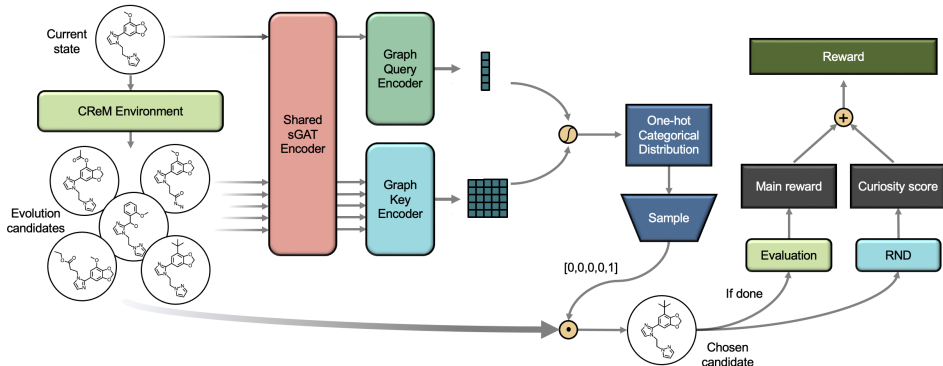 Current
state
CReM Environment
Evolution
candidates
Shared
sGAT
Encoder
Graph
Query
Encoder
Graph
Key
Encoder
One-hot
Categorical
Distribution
Sample
[0,0,0,0,1]
Reward
Main reward
Curiosity score
Evaluation
RND
If done
Chosen
candidate